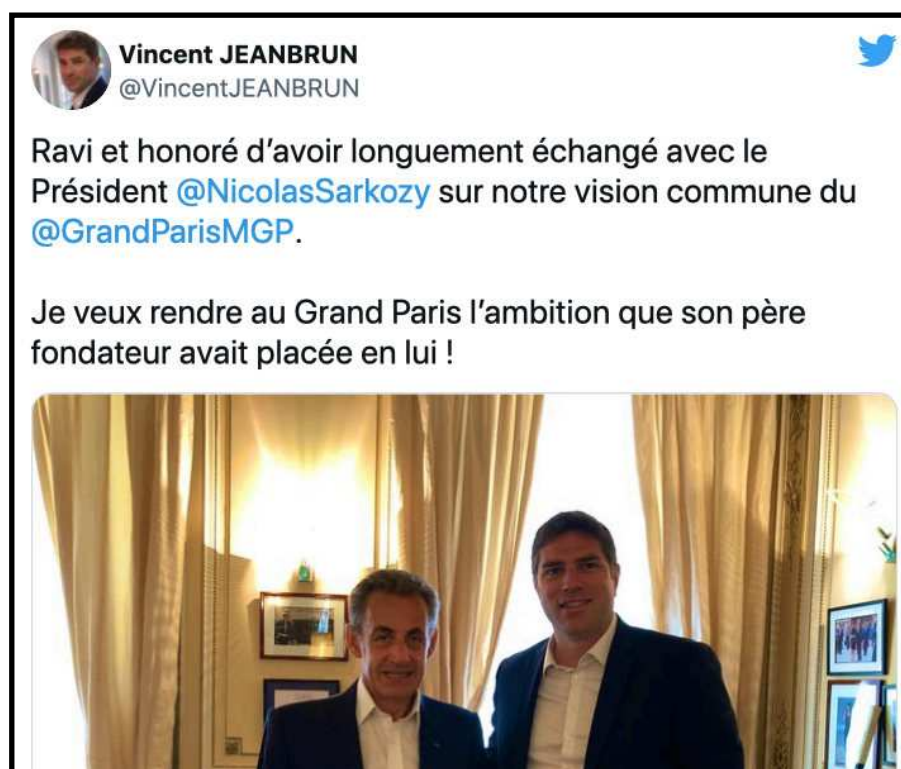 Vincent JEANBRUN
@VincentJEANBRUN
Ravi et honoré d’avoir longuement échangé avec le
Président @NicolasSarkozy sur notre vision commune du
@GrandParisMGP.
Je veux rendre au Grand Paris l’ambition que son père
fondateur avait placée en lui !